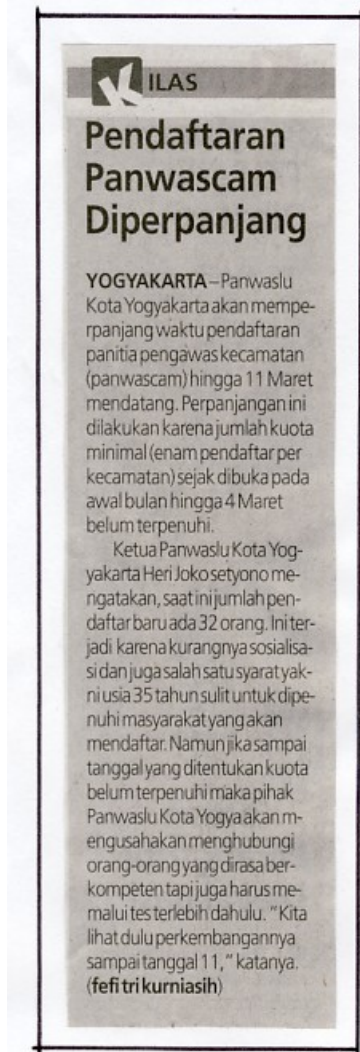 KILAS
Pendaftaran
Panwascam
Diperpanjang
YOGYAKARTA – Panwaslu
Kota Yogyakarta akan mempe-
rpanjang waktu pendaftaran
panitia pengawas kecamatan
(panwascam) hingga 11 Maret
mendatang. Perpanjangan ini
dilakukan karena jumlah kuota
minimal (enam pendaftar per
kecamatan) sejak dibuka pada
awal bulan hingga 4 Maret
belum terpenuhi.
Ketua Panwaslu Kota Yog-
yakarta Heri Joko setyono me-
ngatakan, saat ini jumlah pen-
daftar baru ada 32 orang. Ini ter-
jadi karena kurangnya sosialisa-
si dan juga salah satu syarat yak-
ni usia 35 tahun sulit untuk dipe-
nuhi masyarakat yang akan
mendaftar. Namun jika sampai
tanggal yang ditentukan kuota
belum terpenuhi maka pihak
Panwaslu Kota Yogya akan m-
engusahakan menghubungi
orang-orang yang dirasa ber-
kompeten tapi juga harus me-
malui tes terlebih dahulu. "Kita
lihat dulu perkembangannya
sampai tanggal 11," katanya.
(fefi tri kurniasih)